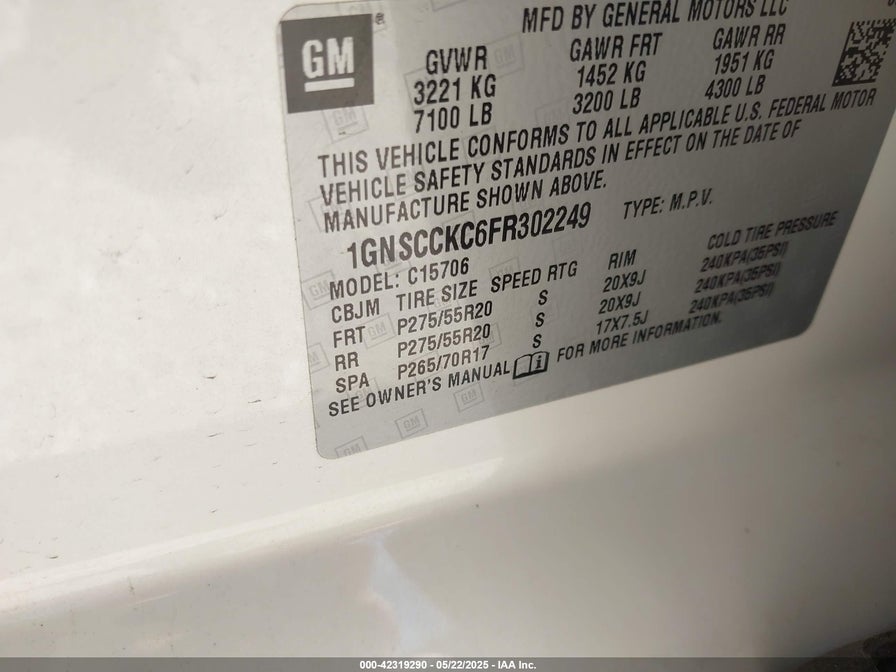 MFD BY GENERAL MOTORS LLC
GM
GVWR GAWR FRT GAWR RR
3221 KG 1452 KG 1951 KG
7100 LB 3200 LB 4300 LB
THIS VEHICLE CONFORMS TO ALL APPLICABLE U.S. FEDERAL MOTOR
VEHICLE SAFETY STANDARDS IN EFFECT ON THE DATE OF
MANUFACTURE SHOWN ABOVE.
1GNSCCKC6FR302249 TYPE: M.P.V.
MODEL: C15706
CBJM TIRE SIZE SPEED RTG RIM COLD TIRE PRESSURE
FRT P275/55R20 S 20X9J 240KPA(35PSI)
RR P275/55R20 S 20X9J 240KPA(35PSI)
SPA P265/70R17 S 17X7.5J 240KPA(35PSI)
SEE OWNER'S MANUAL FOR MORE INFORMATION.
000-42319290 - 05/22/2025 - IAA Inc.